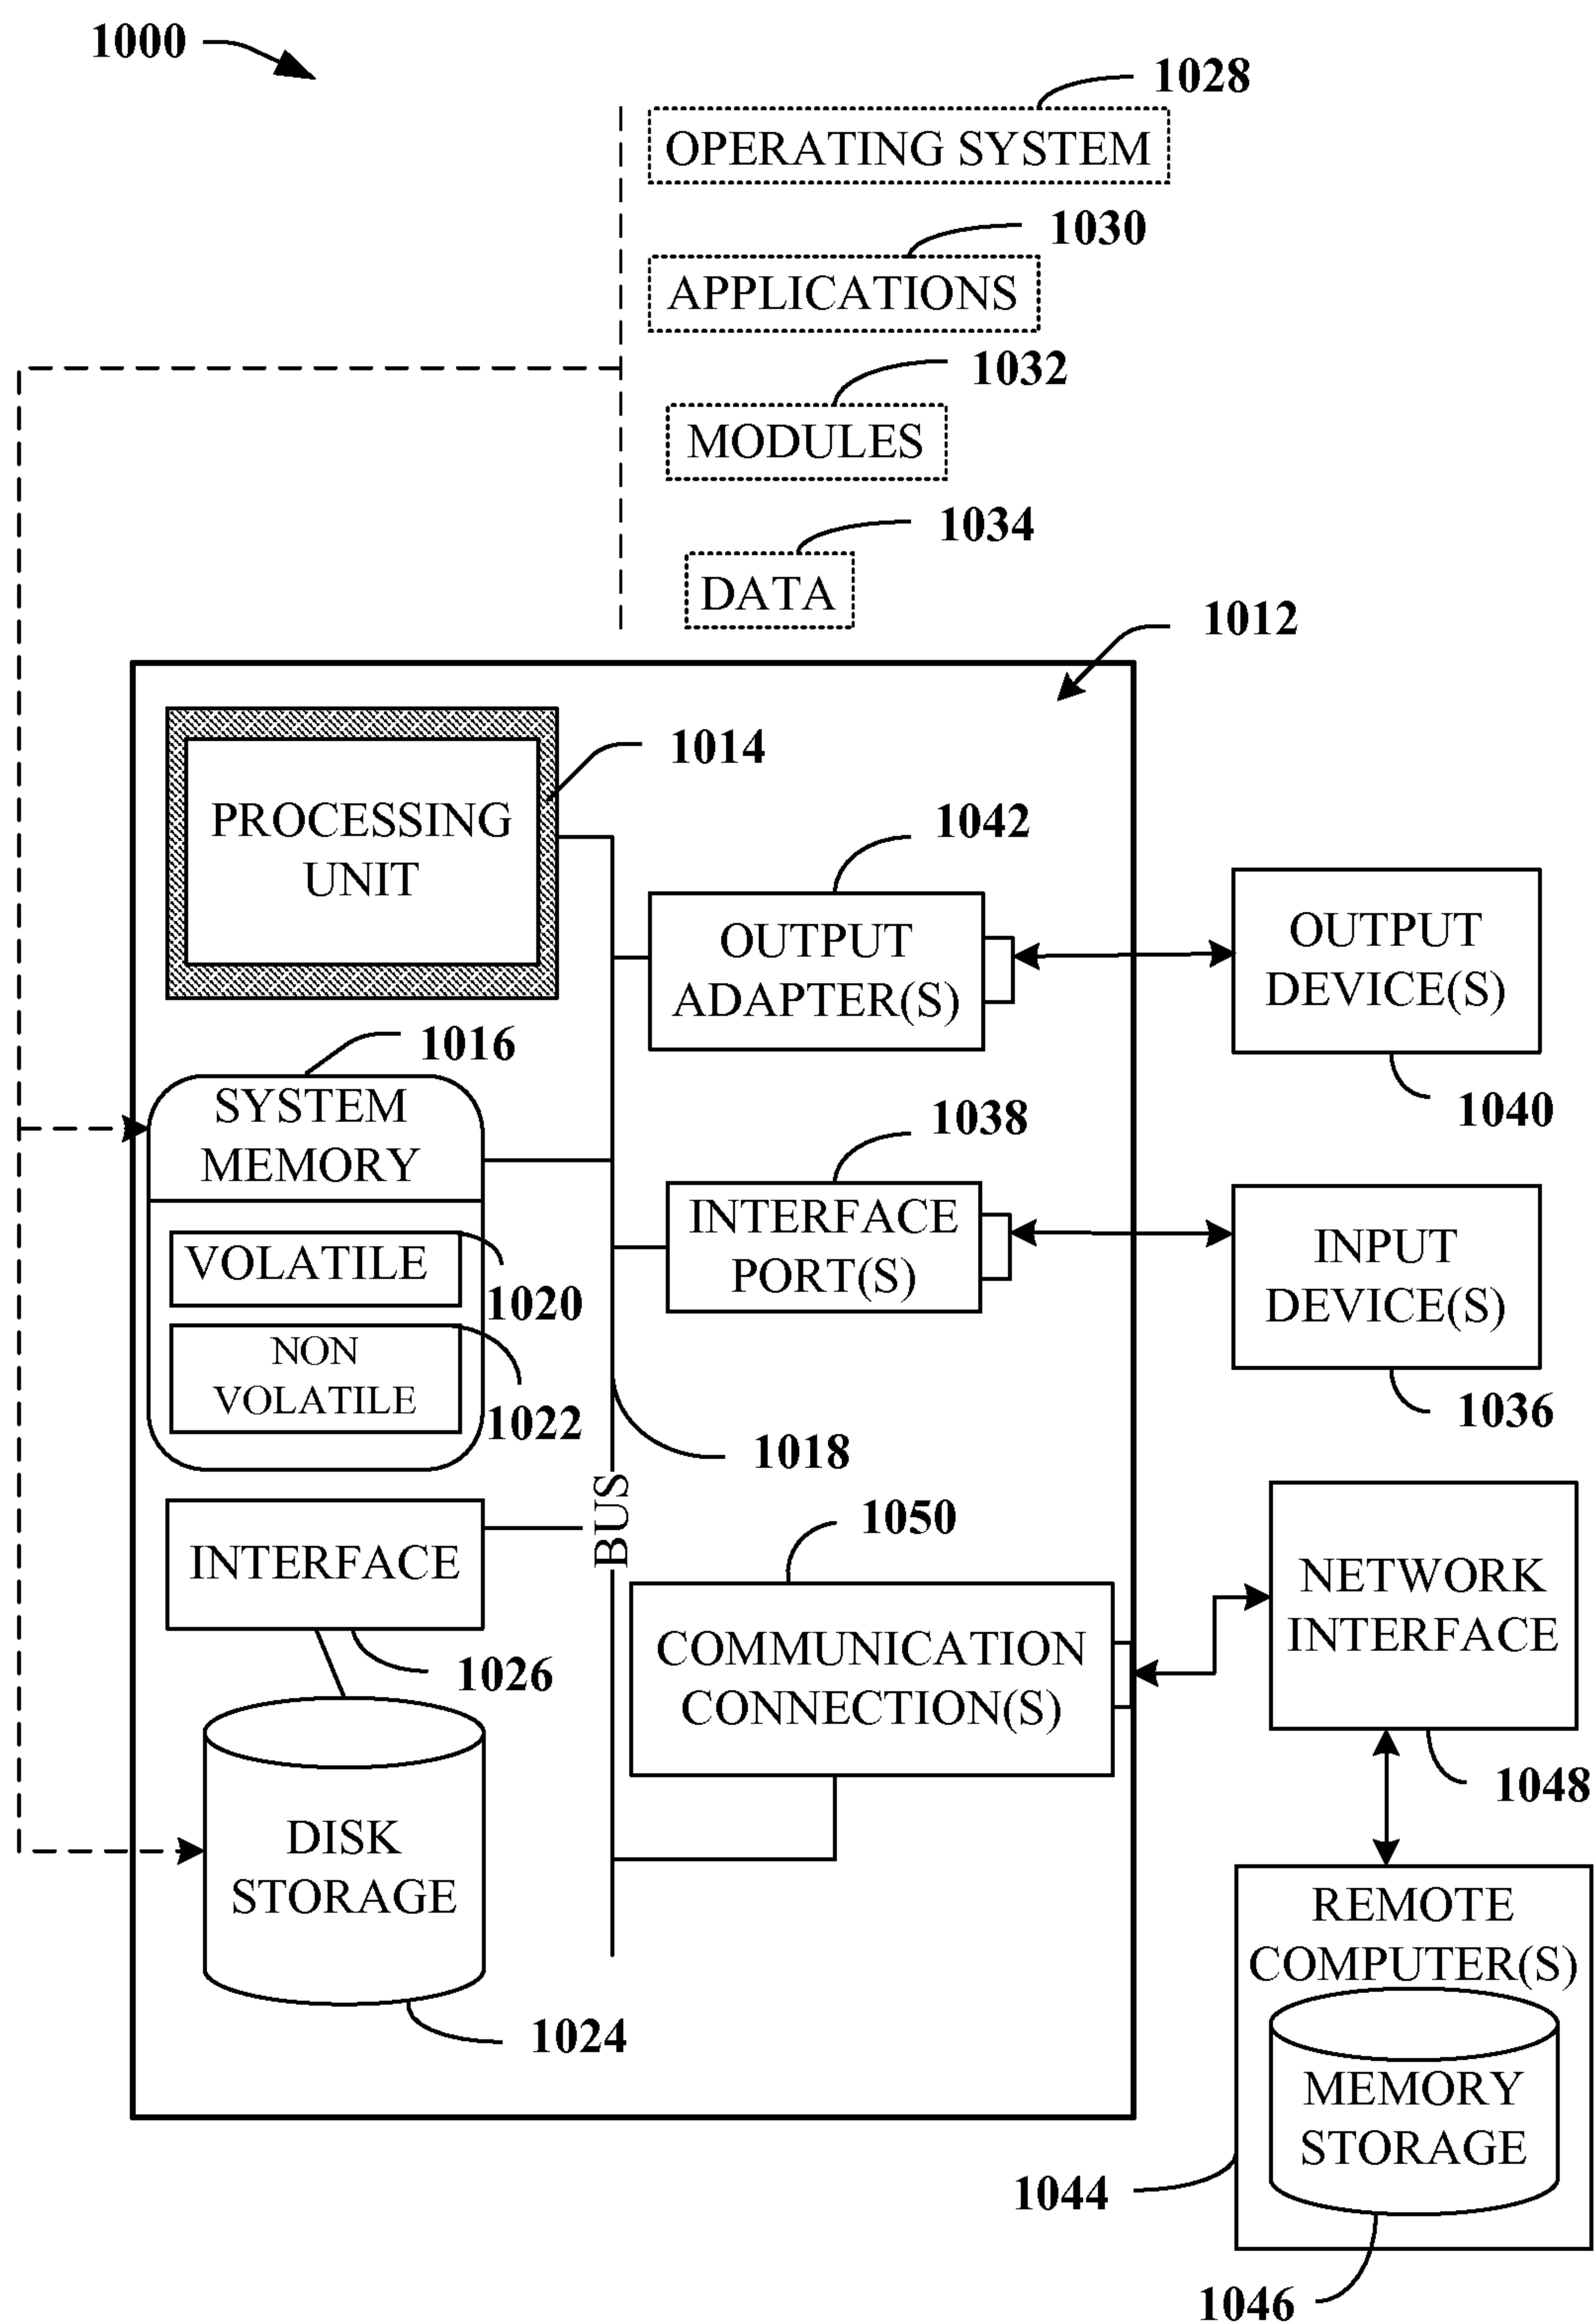 1000
1028
OPERATING SYSTEM
1030
APPLICATIONS
1032
MODULES
1034
DATA
1012
1014
PROCESSING
UNIT
1042
OUTPUT
ADAPTER(S)
OUTPUT
DEVICE(S)
1040
1016
SYSTEM
MEMORY
1038
INTERFACE
PORT(S)
INPUT
DEVICE(S)
1036
VOLATILE
1020
NON
VOLATILE
1022
1018
BUS
INTERFACE
1026
1050
COMMUNICATION
CONNECTION(S)
NETWORK
INTERFACE
1048
DISK
STORAGE
1024
REMOTE
COMPUTER(S)
MEMORY
STORAGE
1044
1046